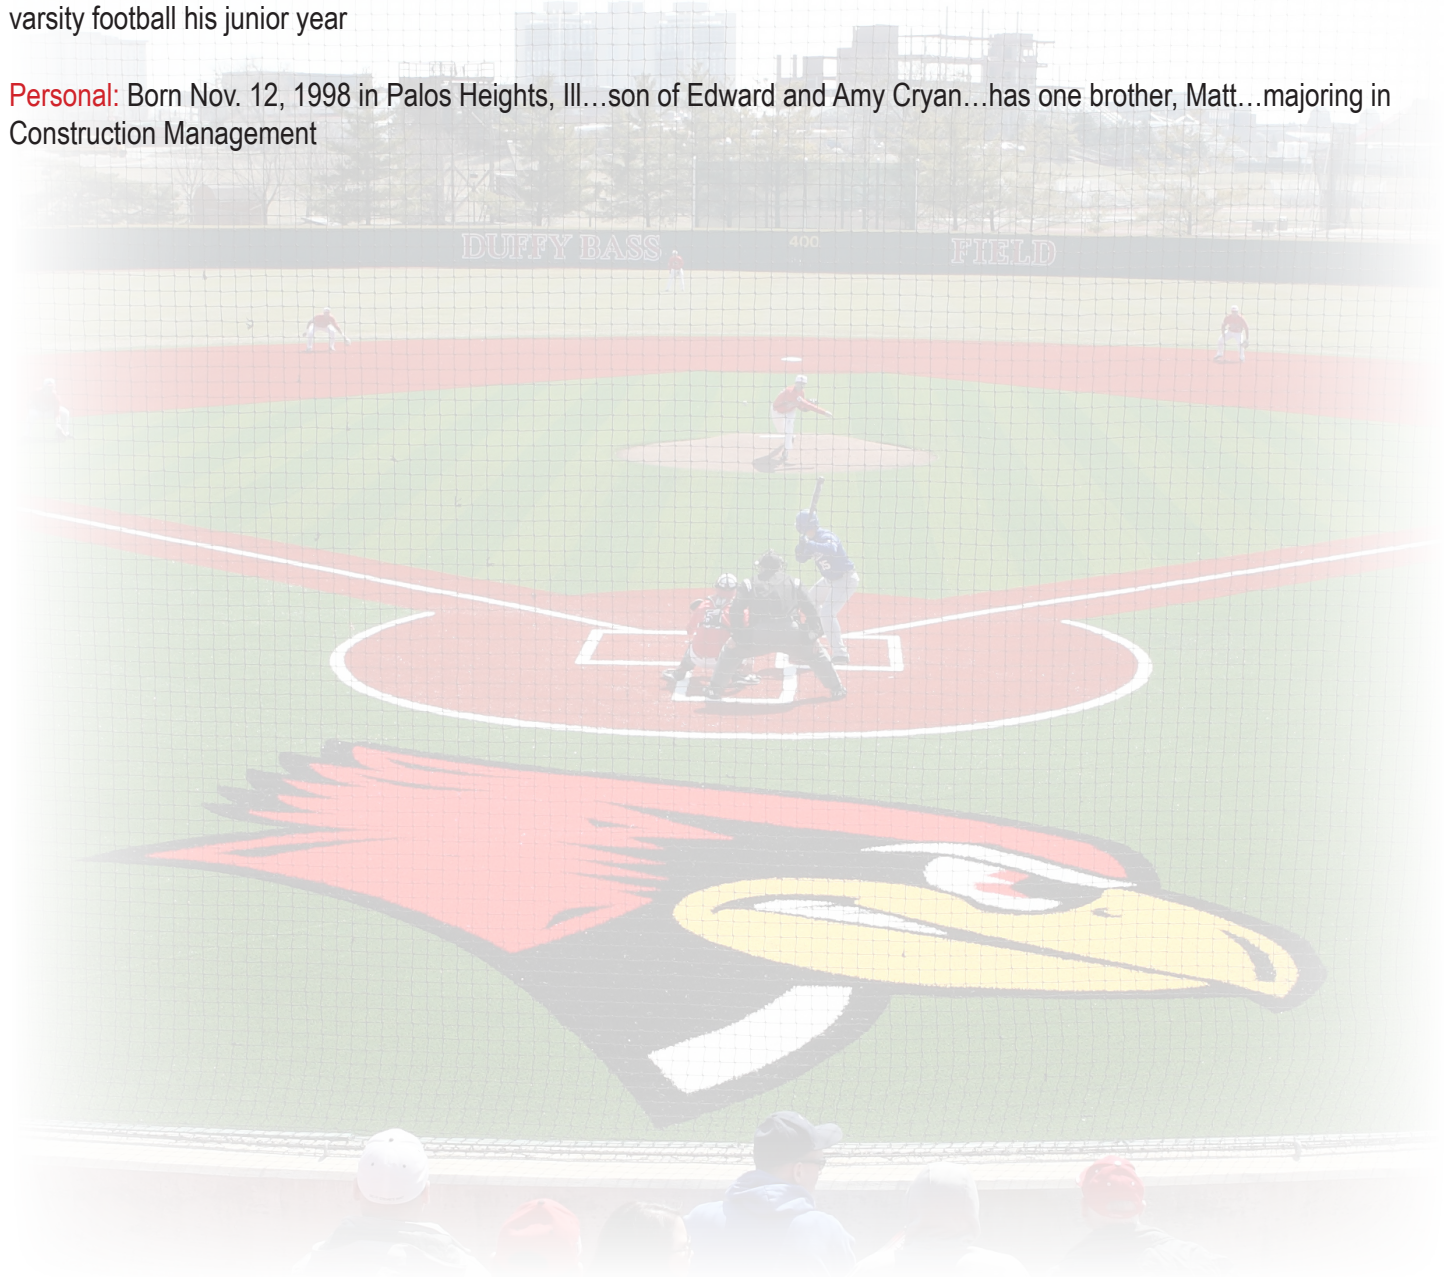 varsity football his junior year
Personal: Born Nov. 12, 1998 in Palos Heights, Ill…son of Edward and Amy Cryan…has one brother, Matt…majoring in
Construction Management
DUFFY BASS 400 FIELD